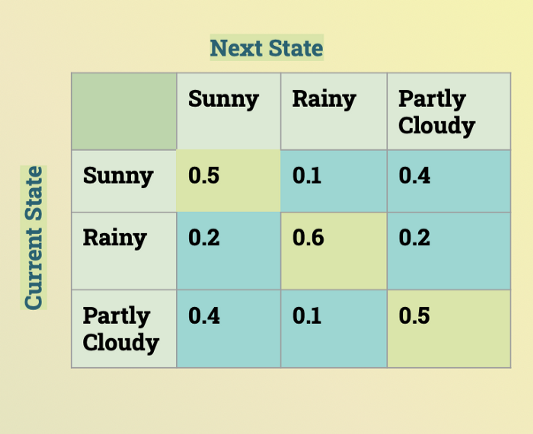 Next State
Sunny Rainy Partly
Cloudy
Current State
Sunny 0.5 0.1 0.4
Rainy 0.2 0.6 0.2
Partly 0.4 0.1 0.5
Cloudy